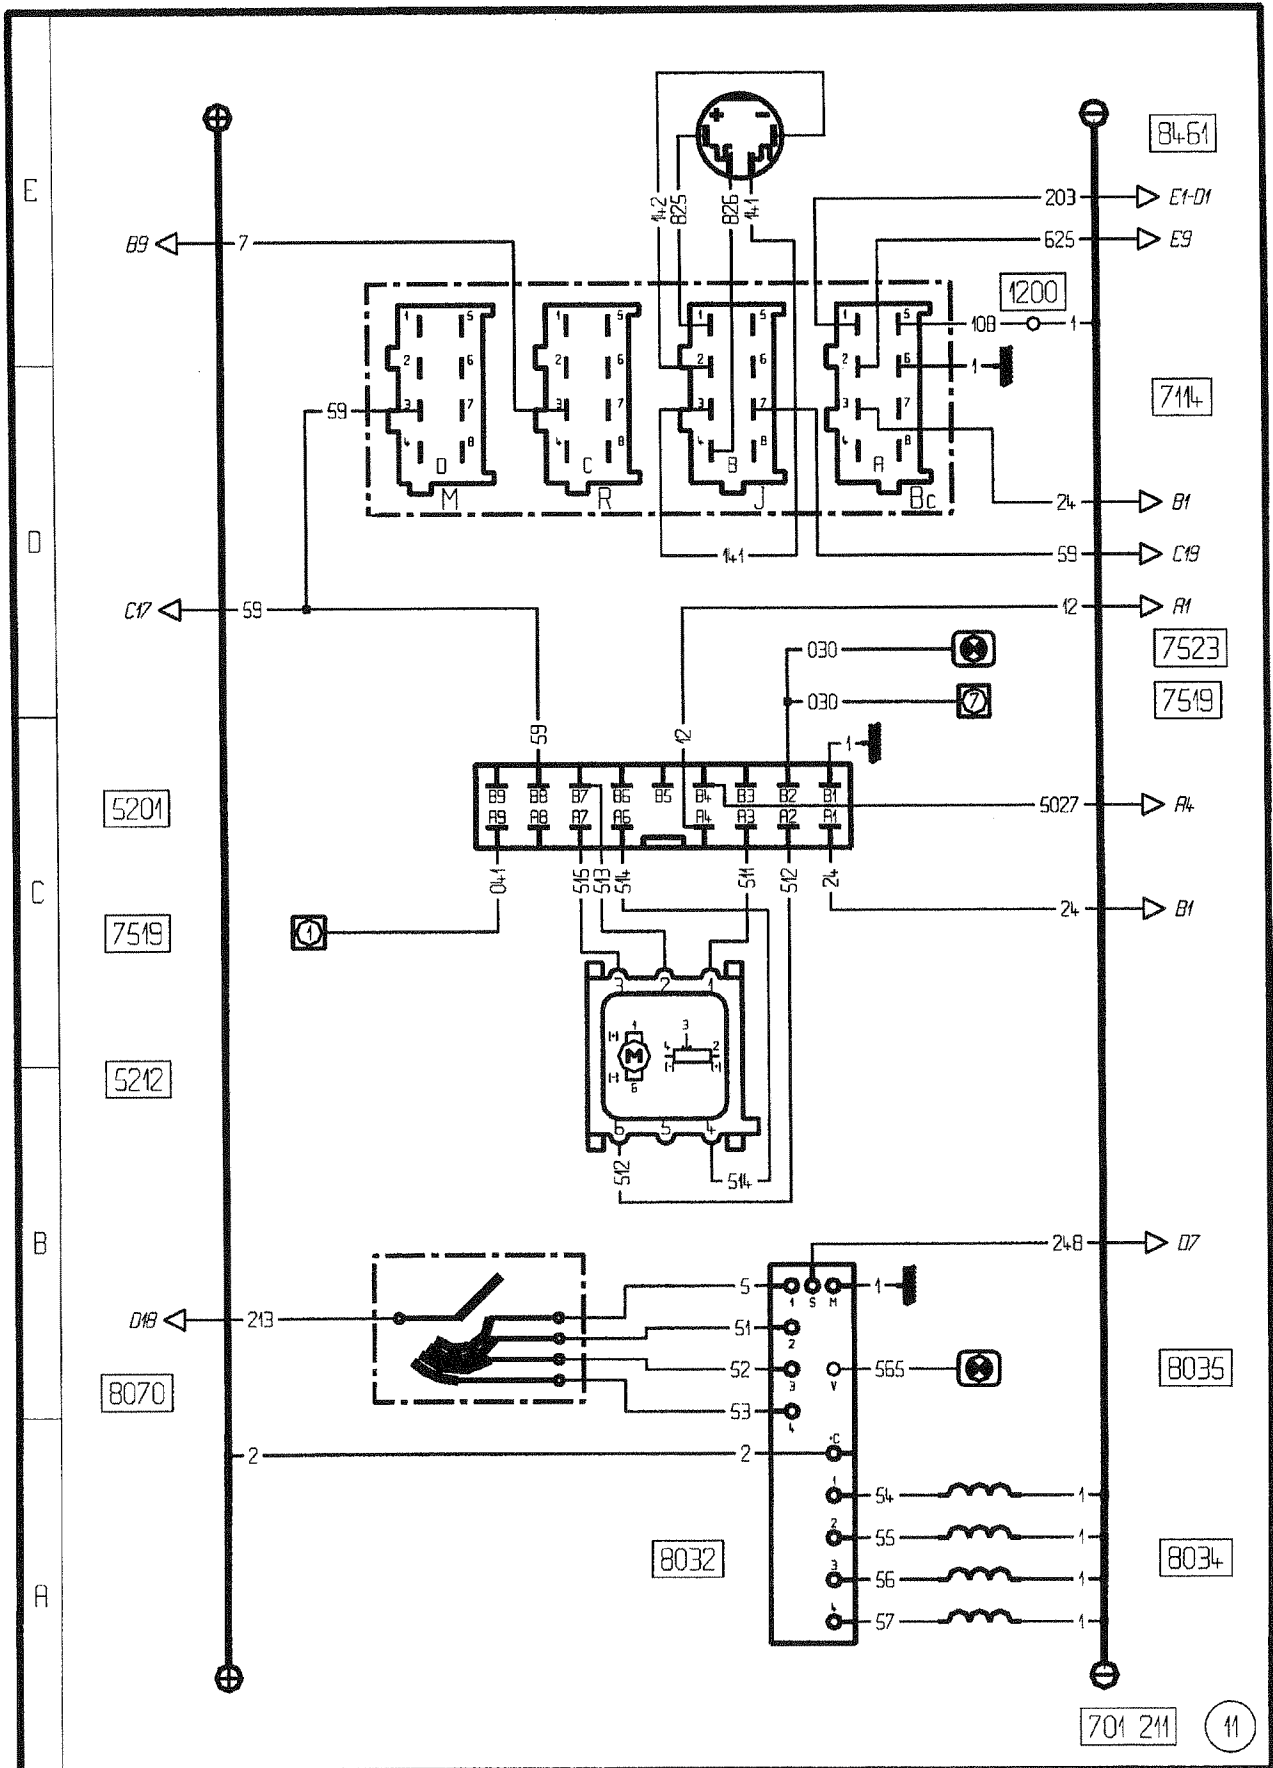 8461
E
+ −
142 825 826 141
203 E1-D1
B9 7
625 E9
1200
1 5 1 5 1 5 1 5
108 1
2 6 2 6 2 6 2 6
1
7114
59
3 7 3 7 3 7 3 7
4 8 4 8 4 8 4 8
D C B A
M R J Bc
24 B1
D
141
59 C19
C17 59
12 A1
030
7523
030 7
7519
59 12
1
B9 B8 B7 B6 B5 B4 B3 B2 B1
5201
5027 A4
A9 A8 A7 A6 A4 A3 A2 A1
041 515 513 514 511 512 24
C
24 B1
7519
1
3 2 1
1 3
(+) M 4 2
(-) (-) (+)
6
5212
6 5 4
512 514
B
248 D7
5 1
1 S M
D18 213
51
2
52 565
3 V
8035
8070
53
4
2 2 +C
1
54 1
2
55 1
8032
3
56 1
8034
A
4
57 1
701 211 11